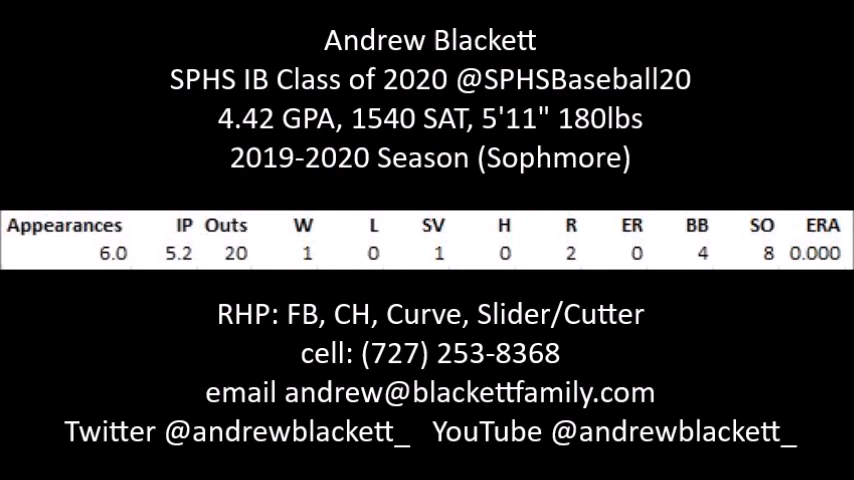 Andrew Blackett
SPHS IB Class of 2020 @SPHSBaseball20
4.42 GPA, 1540 SAT, 5'11" 180lbs
2019-2020 Season (Sophmore)
Appearances IP Outs W L SV H R ER BB SO ERA
6.0 5.2 20 1 0 1 0 2 0 4 8 0.000
RHP: FB, CH, Curve, Slider/Cutter
cell: (727) 253-8368
email andrew@blackettfamily.com
Twitter @andrewblackett_ YouTube @andrewblackett_